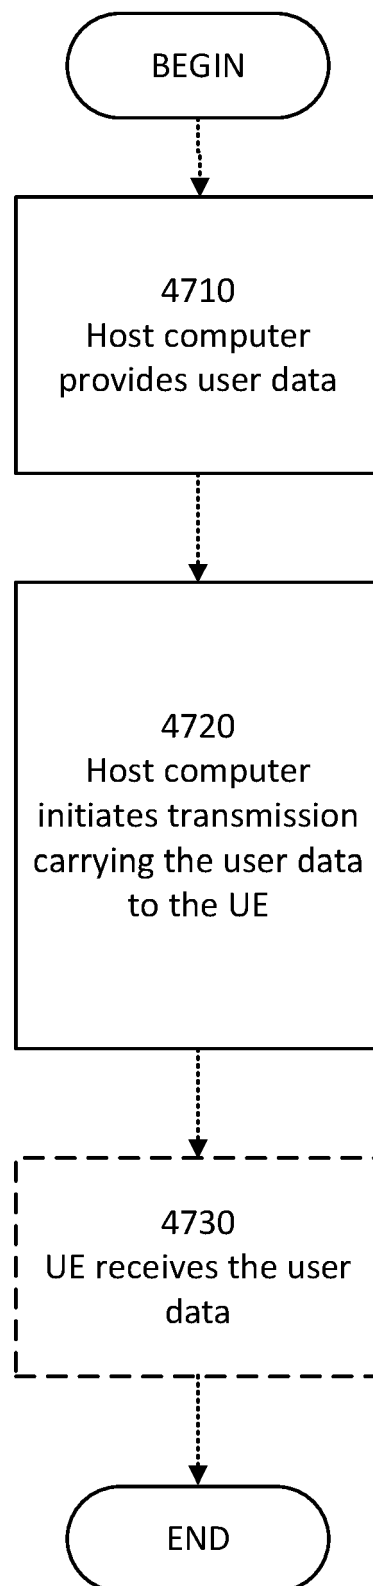 BEGIN
4710
Host computer
provides user data
4720
Host computer
initiates transmission
carrying the user data
to the UE
4730
UE receives the user
data
END